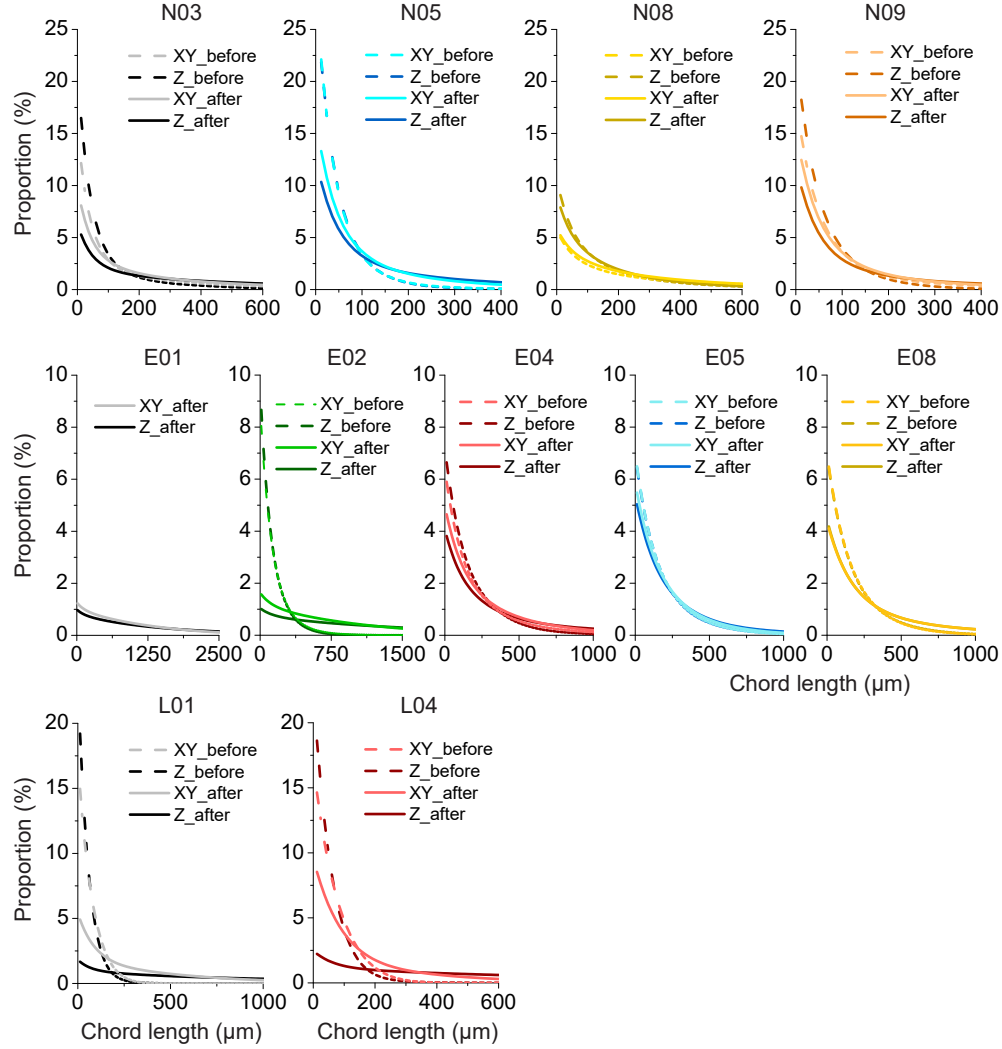 N03
N05
N08
N09
Proportion (%)
25
20
15
10
5
0
0
200
400
600
XY_before
Z_before
XY_after
Z_after
25
20
15
10
5
0
0
100
200
300
400
XY_before
Z_before
XY_after
Z_after
25
20
15
10
5
0
0
200
400
600
XY_before
Z_before
XY_after
Z_after
25
20
15
10
5
0
0
100
200
300
400
XY_before
Z_before
XY_after
Z_after
E01
E02
E04
E05
E08
Proportion (%)
10
8
6
4
2
0
0
1250
2500
XY_after
Z_after
10
8
6
4
2
0
0
750
1500
XY_before
Z_before
XY_after
Z_after
10
8
6
4
2
0
0
500
1000
XY_before
Z_before
XY_after
Z_after
10
8
6
4
2
0
0
500
1000
XY_before
Z_before
XY_after
Z_after
10
8
6
4
2
0
0
500
1000
XY_before
Z_before
XY_after
Z_after
Chord length (μm)
L01
L04
Proportion (%)
20
15
10
5
0
0
500
1000
XY_before
Z_before
XY_after
Z_after
Chord length (μm)
20
15
10
5
0
0
200
400
600
XY_before
Z_before
XY_after
Z_after
Chord length (μm)